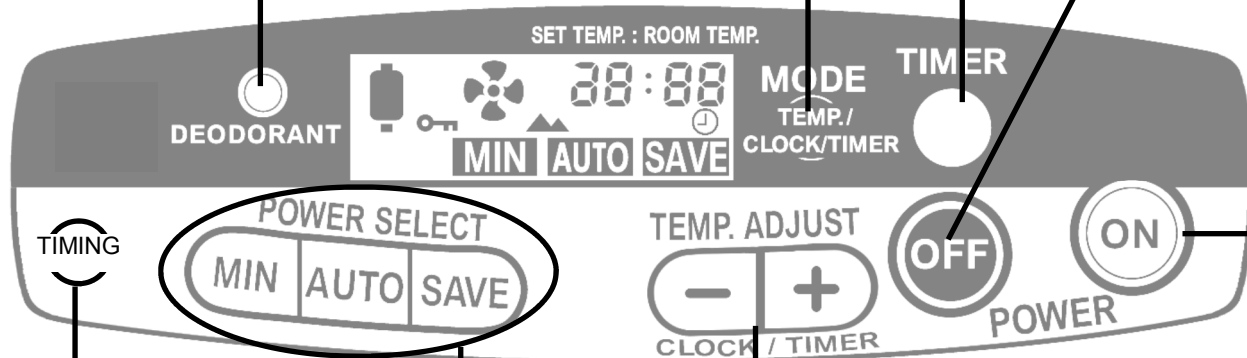 SET TEMP. : ROOM TEMP.
DEODORANT
38:88
MIN AUTO SAVE
MODE
TEMP./
CLOCK/TIMER
TIMER
TIMING
POWER SELECT
MIN AUTO SAVE
TEMP. ADJUST
− +
CLOCK / TIMER
OFF
ON
POWER